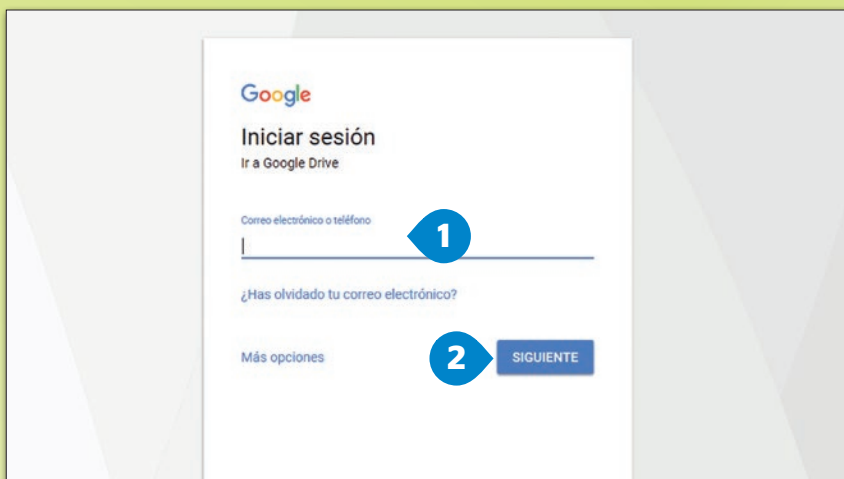 Google
Iniciar sesión
Ir a Google Drive
Correo electrónico o teléfono
1
¿Has olvidado tu correo electrónico?
Más opciones
2
SIGUIENTE